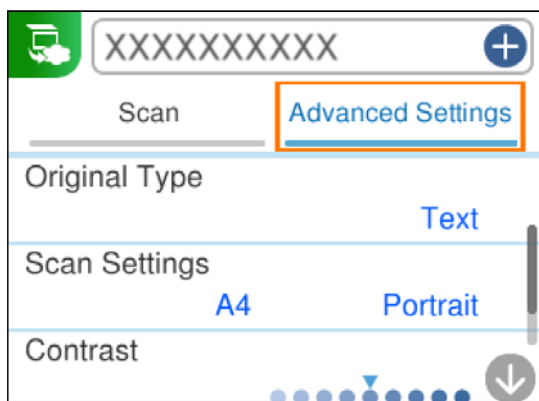 XXXXXXXXXX
Scan Advanced Settings
Original Type
Text
Scan Settings
A4 Portrait
Contrast